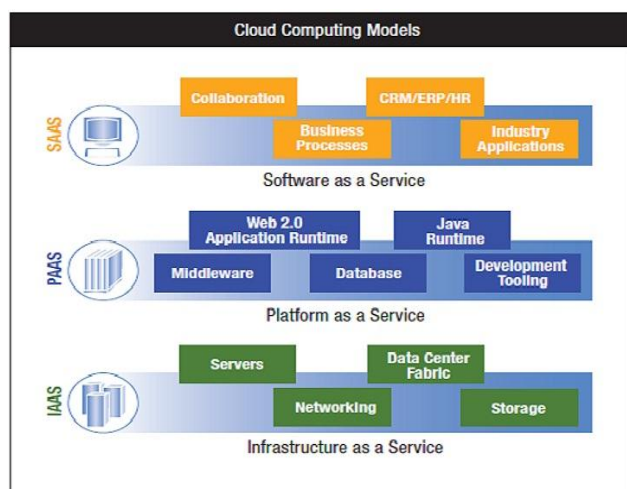 Cloud Computing Models
SAAS
Collaboration
CRM/ERP/HR
Business
Processes
Industry
Applications
Software as a Service
PAAS
Web 2.0
Application Runtime
Java
Runtime
Middleware
Database
Development
Tooling
Platform as a Service
IAAS
Servers
Data Center
Fabric
Networking
Storage
Infrastructure as a Service